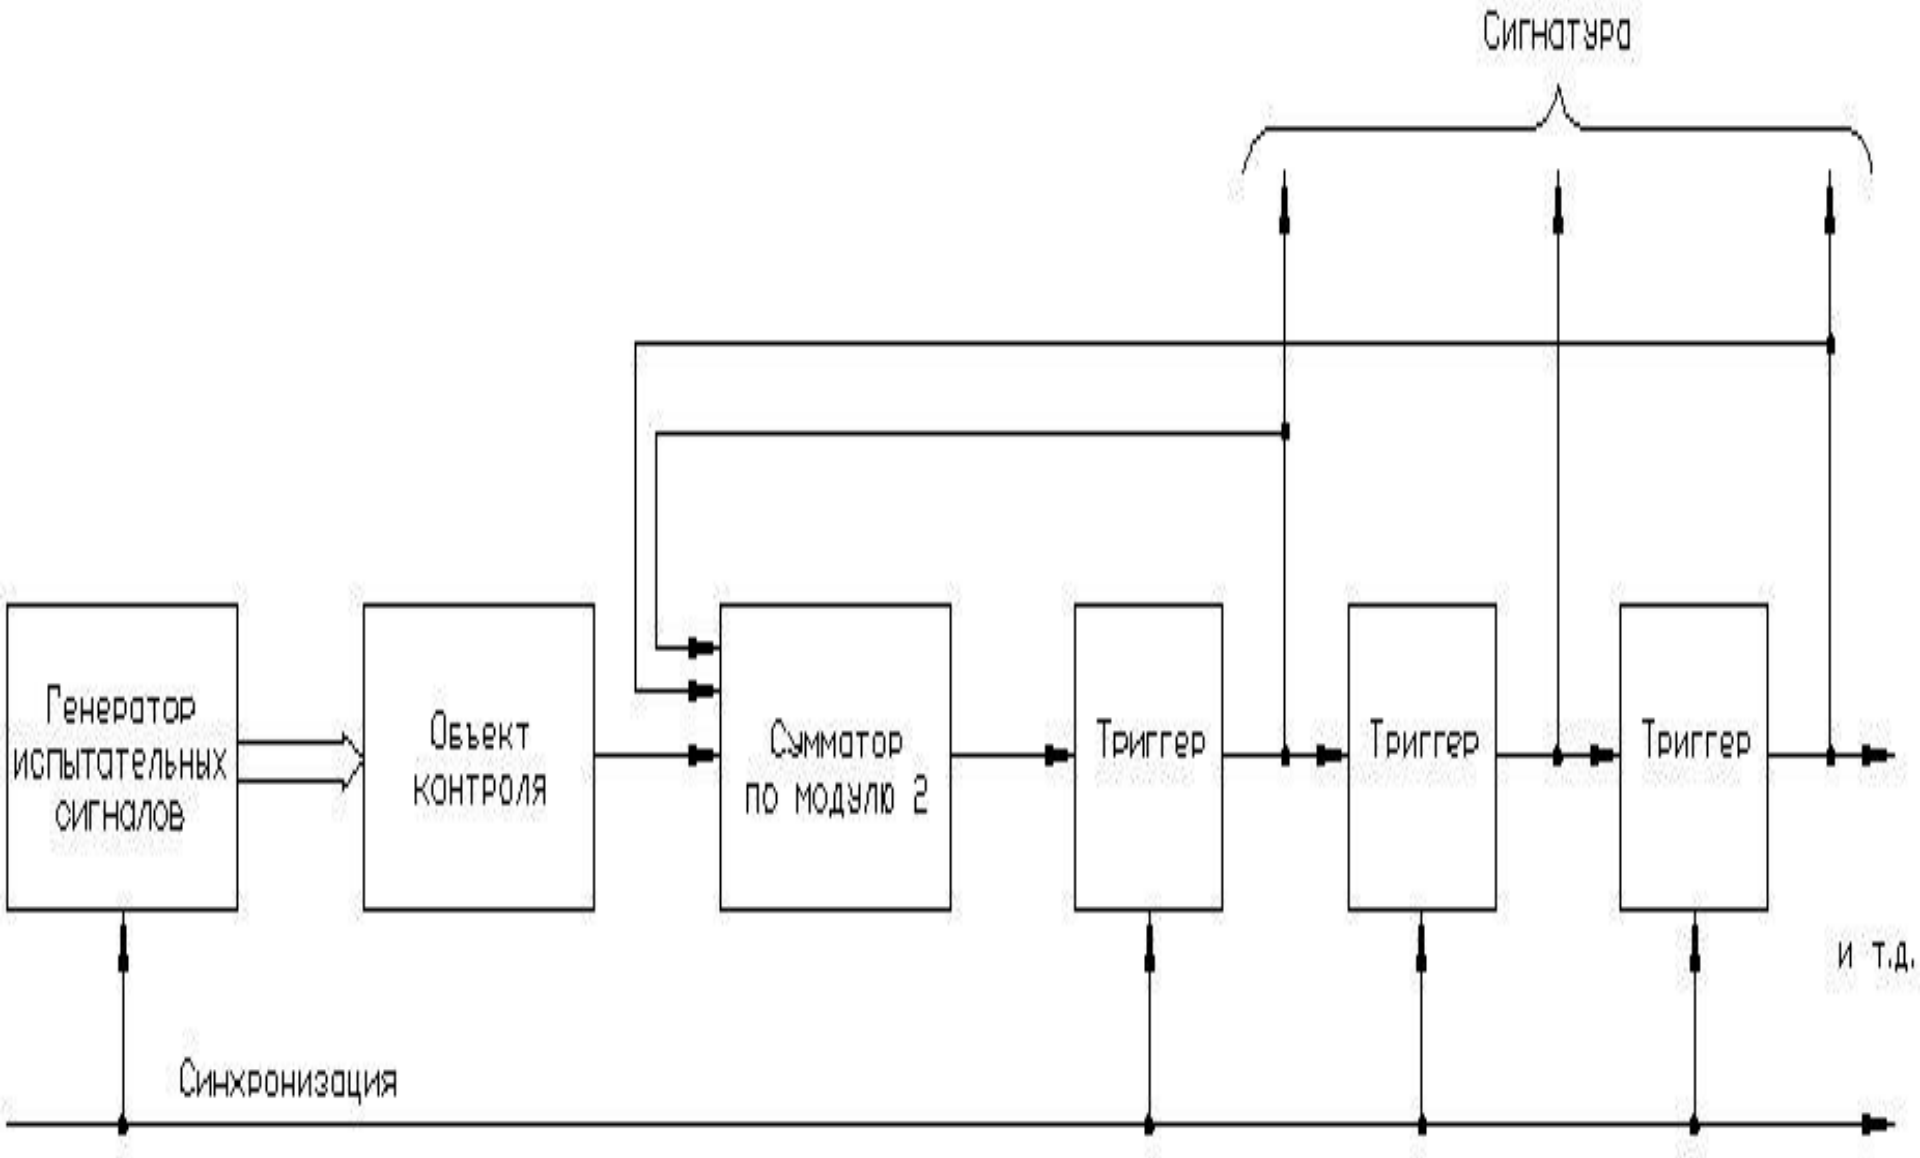 Сигнатура
Генератор
испытательных
сигналов
Объект
контроля
Сумматор
по модулю 2
Триггер
Триггер
Триггер
и т.д.
Синхронизация